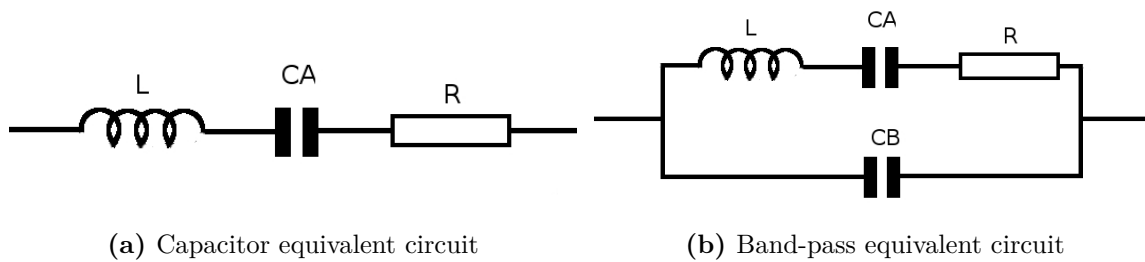 L
CA
R
(a) Capacitor equivalent circuit
L
CA
R
CB
(b) Band-pass equivalent circuit